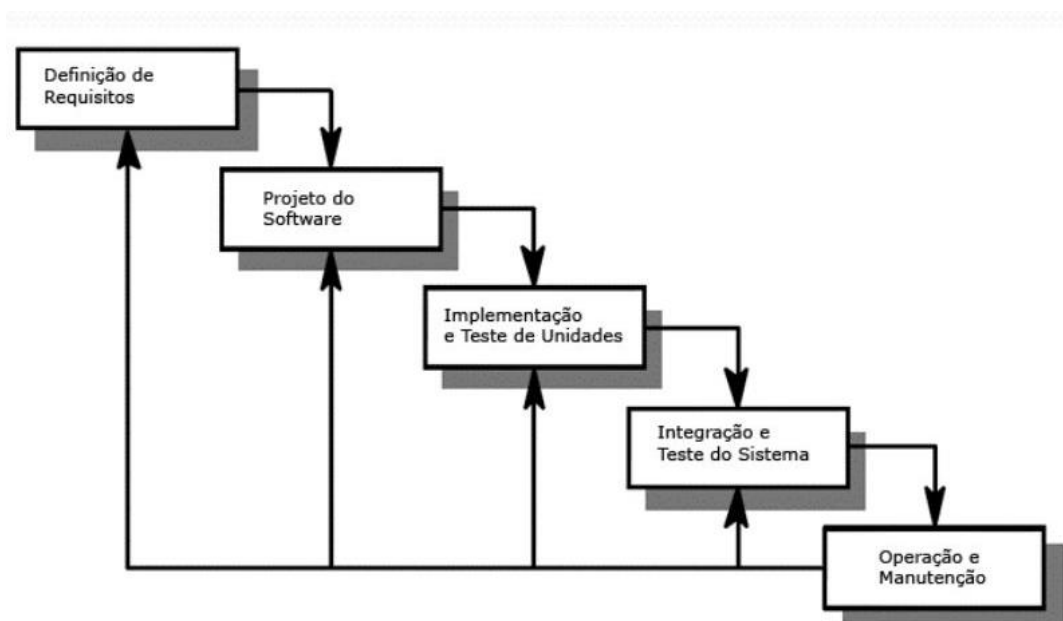 Definição de
Requisitos
Projeto do
Software
Implementação
e Teste de Unidades
Integração e
Teste do Sistema
Operação e
Manutenção